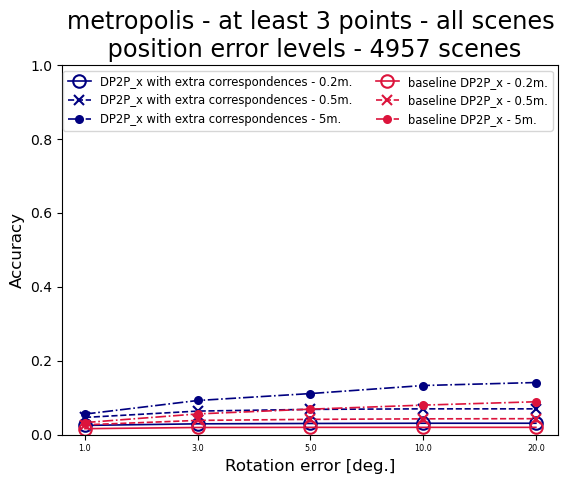 metropolis - at least 3 points - all scenes
position error levels - 4957 scenes
DP2P_x with extra correspondences - 0.2m.
DP2P_x with extra correspondences - 0.5m.
DP2P_x with extra correspondences - 5m.
baseline DP2P_x - 0.2m.
baseline DP2P_x - 0.5m.
baseline DP2P_x - 5m.
Accuracy
1.0
0.8
0.6
0.4
0.2
0.0
1.0 3.0 5.0 10.0 20.0
Rotation error [deg.]